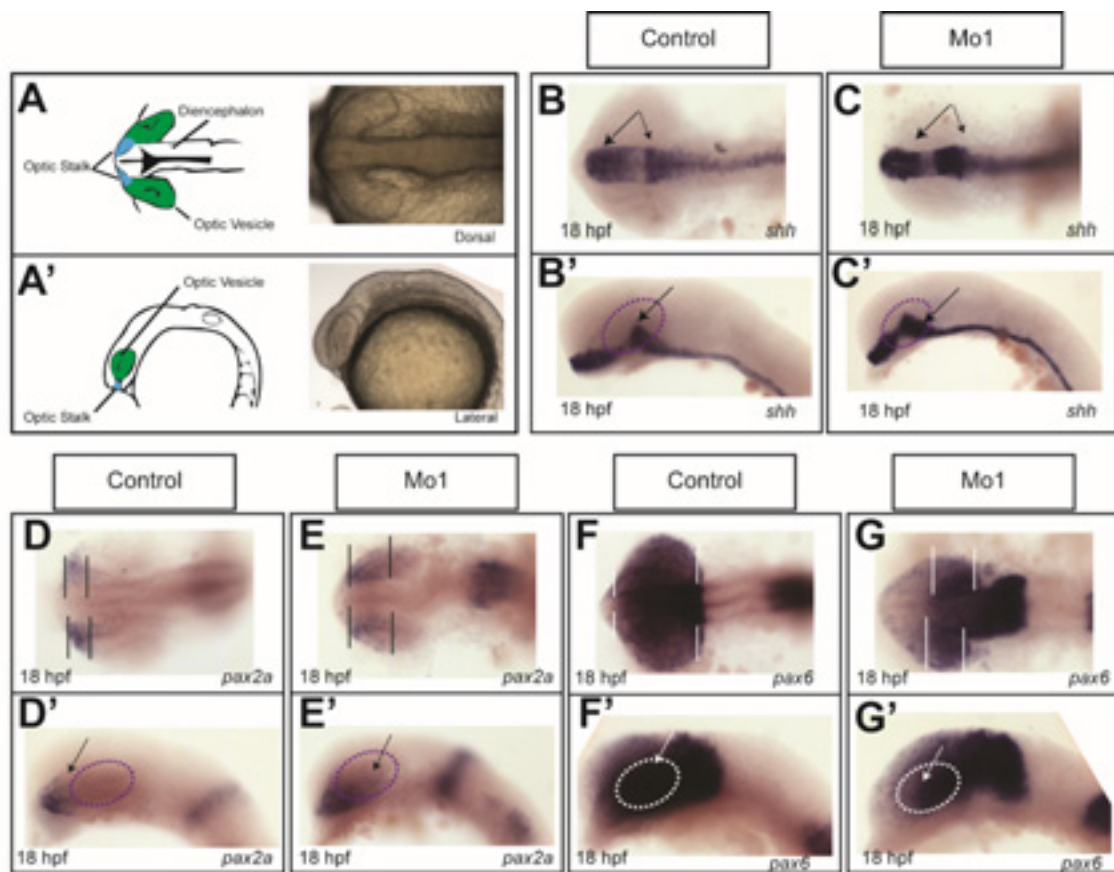 Control
Mo1
A
Diencephalon
Optic Stalk
Optic Vesicle
Dorsal
B
18 hpf
shh
C
18 hpf
shh
A'
Optic Vesicle
Optic Stalk
Lateral
B'
18 hpf
shh
C'
18 hpf
shh
Control
Mo1
Control
Mo1
D
18 hpf
pax2a
E
18 hpf
pax2a
F
18 hpf
pax6
G
18 hpf
pax6
D'
18 hpf
pax2a
E'
18 hpf
pax2a
F'
18 hpf
pax6
G'
18 hpf
pax6